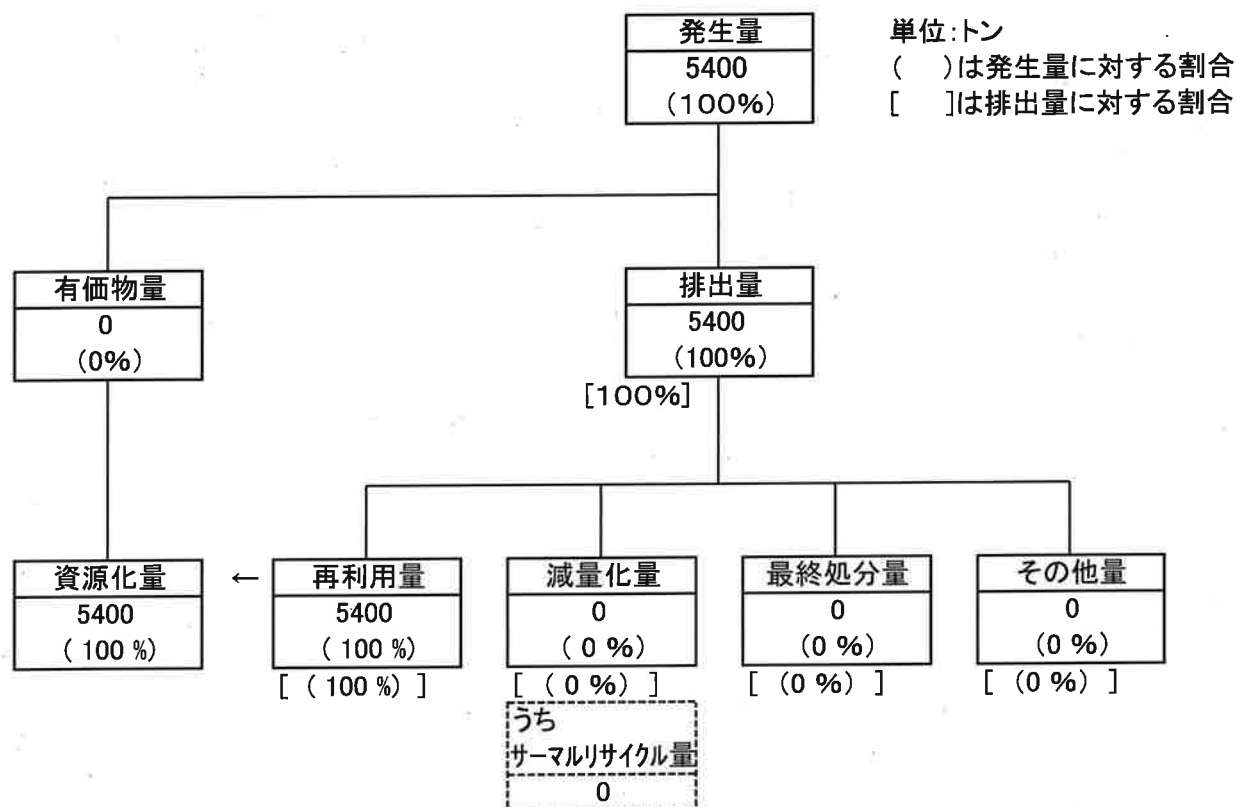 発生量
5400
(100%)
単位:トン
(　)は発生量に対する割合
[　]は排出量に対する割合
有価物量
0
(0%)
排出量
5400
(100%)
[100%]
資源化量
5400
(100 %)
←
再利用量
5400
(100 %)
[ (100 %) ]
減量化量
0
(0 %)
[ (0 %) ]
うち
サーマルリサイクル量
0
最終処分量
0
(0 %)
[ (0 %) ]
その他量
0
(0 %)
[ (0 %) ]